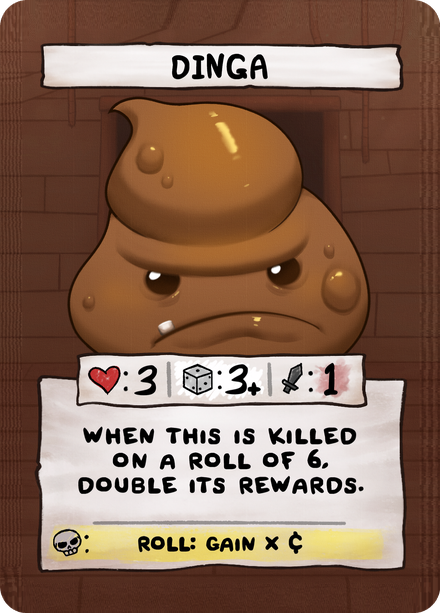 DINGA
:3 :3+ :1
WHEN THIS IS KILLED
ON A ROLL OF 6,
DOUBLE ITS REWARDS.
: ROLL: GAIN X ¢